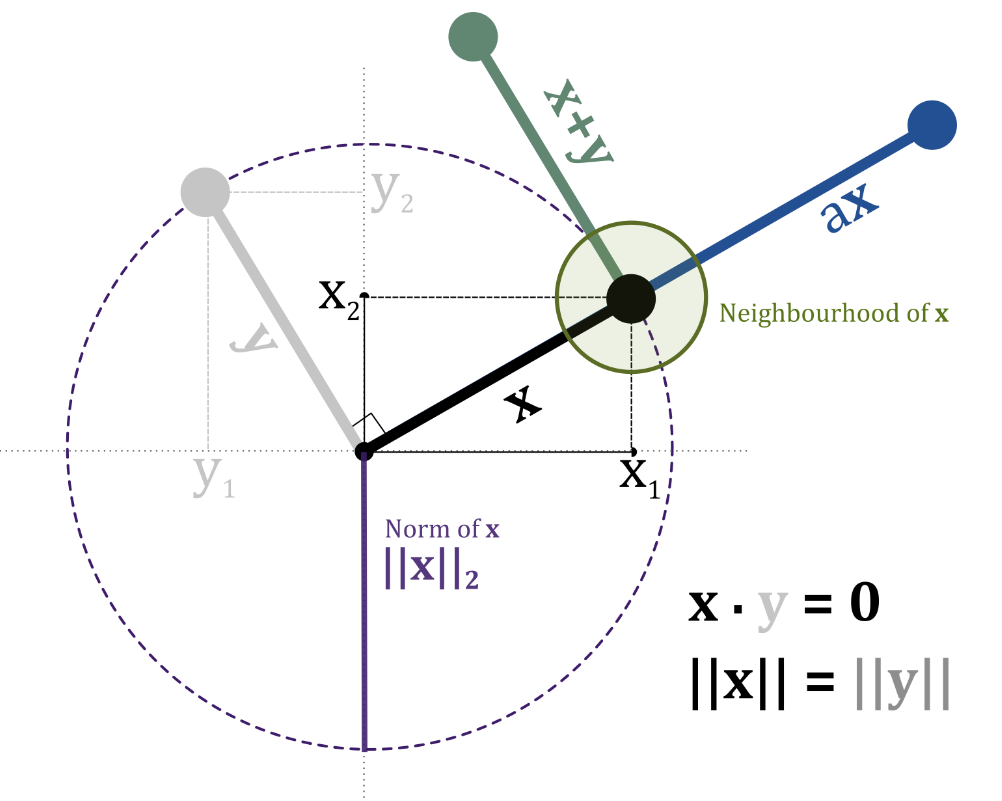 x+y
ax
y₂
x₂
Neighbourhood of x
y
x
y₁
x₁
Norm of x
||x||₂
x · y = 0
||x|| = ||y||